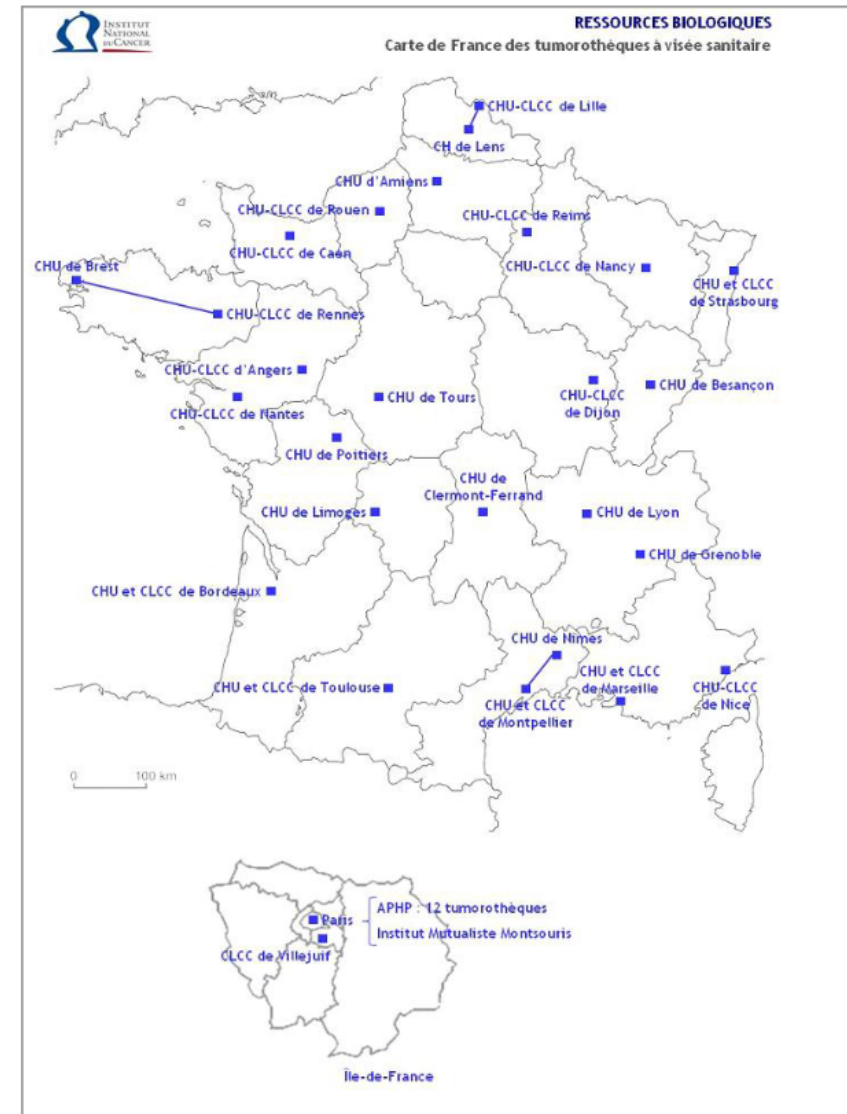 INSTITUT
NATIONAL
DU CANCER
RESSOURCES BIOLOGIQUES
Carte de France des tumorothèques à visée sanitaire
CHU-CLCC de Lille
CH de Lens
CHU d'Amiens
CHU-CLCC de Rouen
CHU-CLCC de Reims
CHU-CLCC de Caen
CHU de Brest
CHU-CLCC de Nancy
CHU et CLCC
de Strasbourg
CHU-CLCC de Rennes
CHU-CLCC d'Angers
CHU de Besançon
CHU-CLCC
de Dijon
CHU de Tours
CHU-CLCC de Nantes
CHU de Poitiers
CHU de
Clermont-Ferrand
CHU de Limoges
CHU de Lyon
CHU de Grenoble
CHU et CLCC de Bordeaux
CHU de Nimes
CHU et CLCC
de Marseille
CHU et CLCC de Toulouse
CHU-CLCC
de Nice
CHU et CLCC
de Montpellier
0 100 km
APHP : 12 tumorothèques
Paris
Institut Mutualiste Montsouris
CLCC de Villejuif
Île-de-France